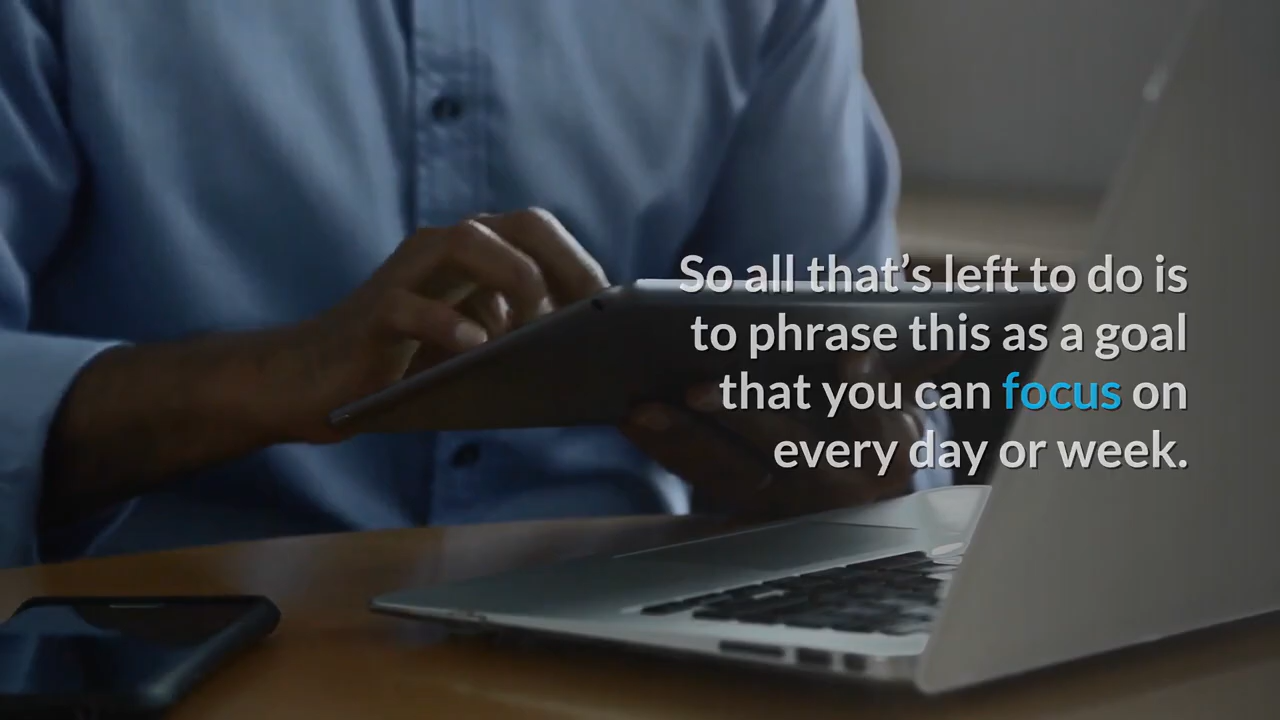 So all that’s left to do is
to phrase this as a goal
that you can focus on
every day or week.